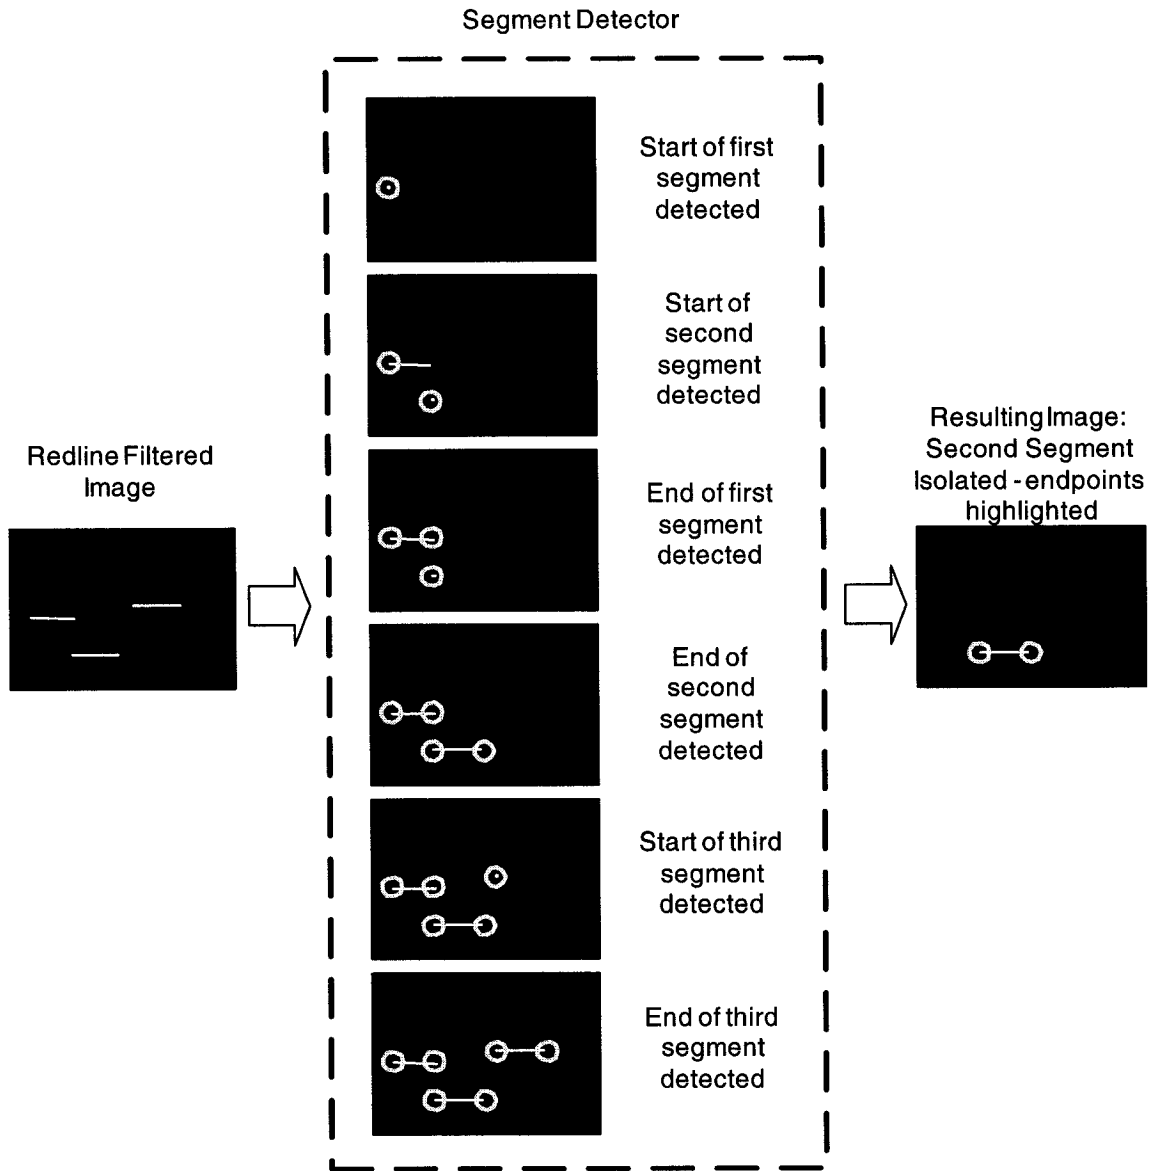 Segment Detector
Start of first
segment
detected
Start of
second
segment
detected
Redline Filtered
Image
End of first
segment
detected
End of
second
segment
detected
Start of third
segment
detected
End of third
segment
detected
Resulting Image:
Second Segment
Isolated - endpoints
highlighted